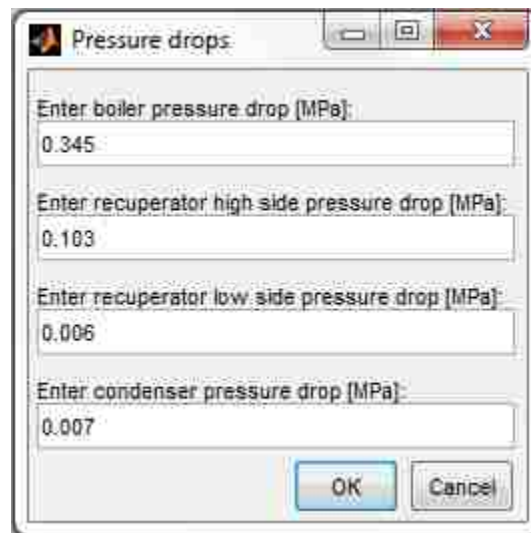 Pressure drops
Enter boiler pressure drop [MPa]:
0.345
Enter recuperator high side pressure drop [MPa]:
0.103
Enter recuperator low side pressure drop [MPa]:
0.006
Enter condenser pressure drop [MPa]:
0.007
OK Cancel